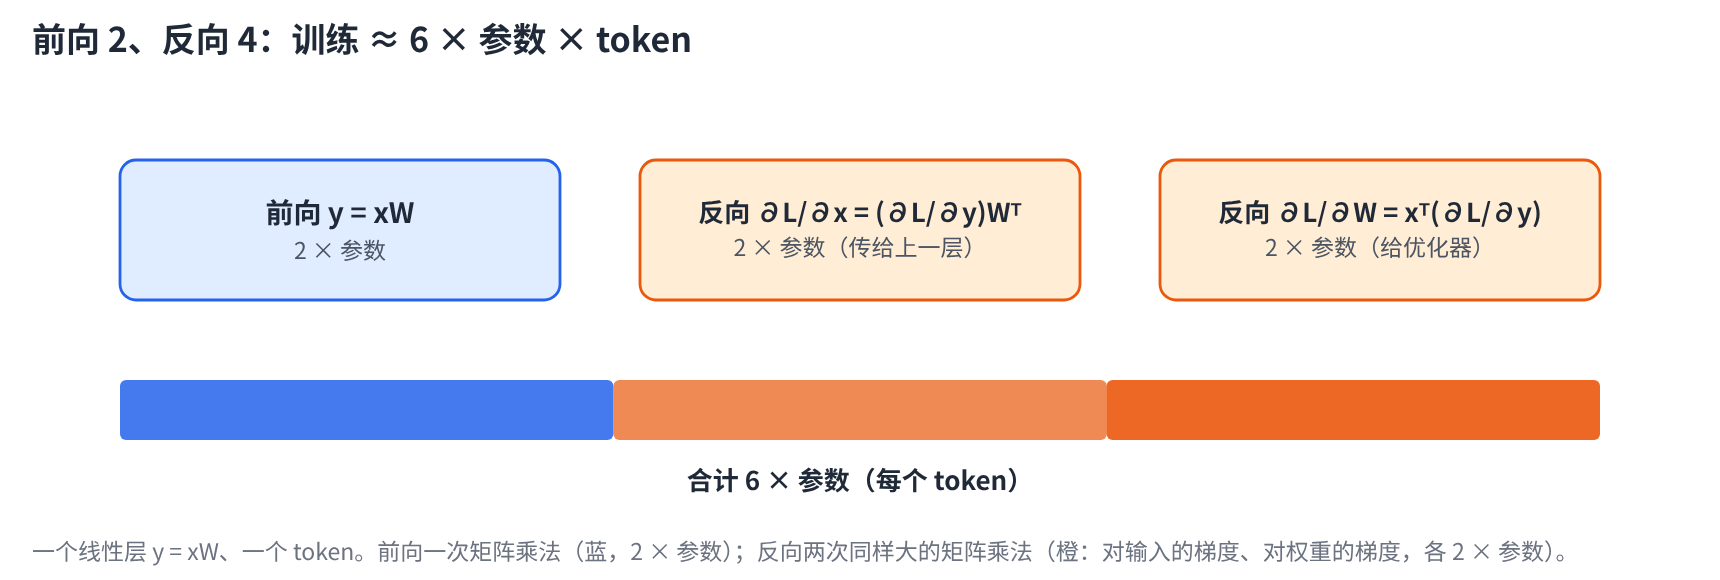 前向 2、反向 4：训练 ≈ 6 × 参数 × token
前向 y = xW
2 × 参数
反向 ∂L/∂x = (∂L/∂y)Wᵀ
2 × 参数（传给上一层）
反向 ∂L/∂W = xᵀ(∂L/∂y)
2 × 参数（给优化器）
合计 6 × 参数（每个 token）
一个线性层 y = xW、一个 token。前向一次矩阵乘法（蓝，2 × 参数）；反向两次同样大的矩阵乘法（橙：对输入的梯度、对权重的梯度，各 2 × 参数）。